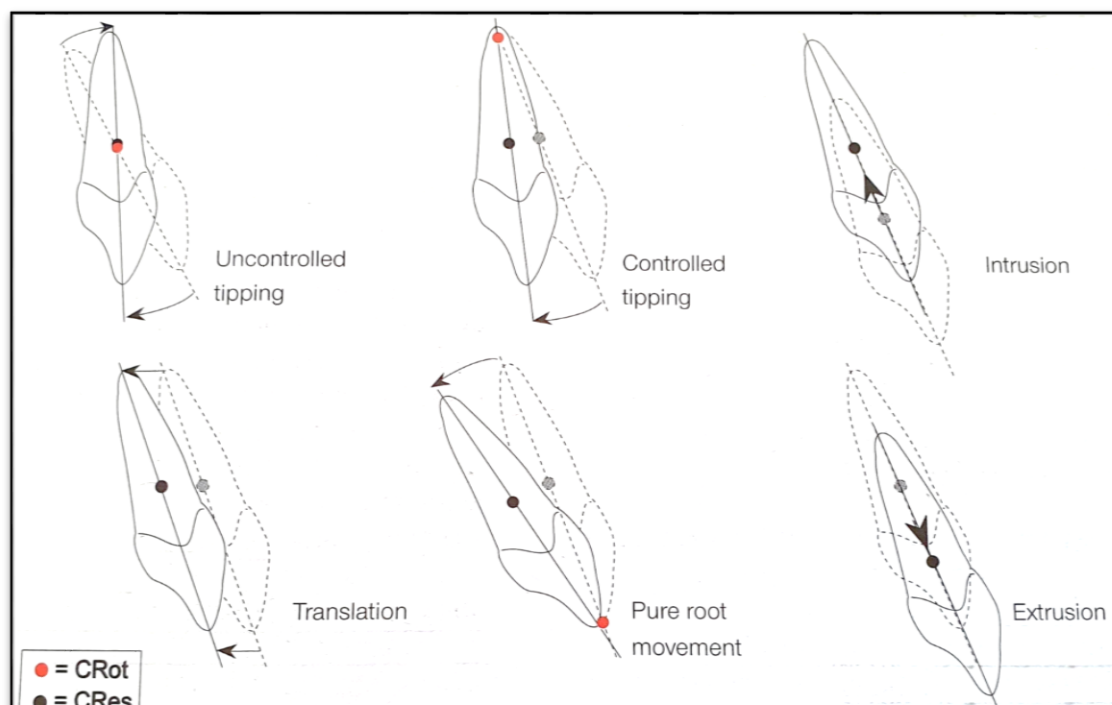 Uncontrolled
tipping
Controlled
tipping
Intrusion
Translation
Pure root
movement
Extrusion
= CRot
= CRes